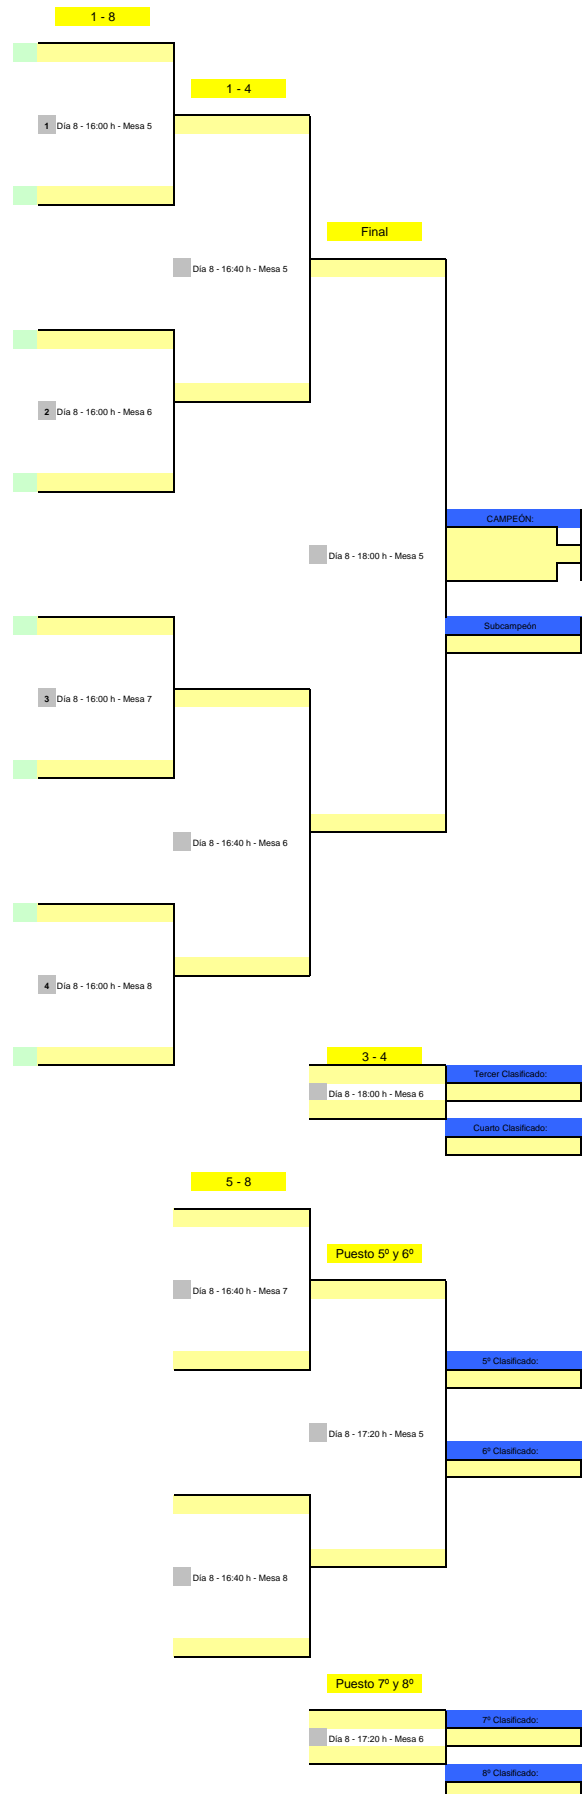 1 - 8
1 - 4
1 Día 8 - 16:00 h - Mesa 5
Final
Día 8 - 16:40 h - Mesa 5
2 Día 8 - 16:00 h - Mesa 6
CAMPEÓN:
Día 8 - 18:00 h - Mesa 5
Subcampeón
3 Día 8 - 16:00 h - Mesa 7
Día 8 - 16:40 h - Mesa 6
4 Día 8 - 16:00 h - Mesa 8
3 - 4
Tercer Clasificado:
Día 8 - 18:00 h - Mesa 6
Cuarto Clasificado:
5 - 8
Puesto 5º y 6º
Día 8 - 16:40 h - Mesa 7
5º Clasificado:
Día 8 - 17:20 h - Mesa 5
6º Clasificado:
Día 8 - 16:40 h - Mesa 8
Puesto 7º y 8º
7º Clasificado:
Día 8 - 17:20 h - Mesa 6
8º Clasificado: